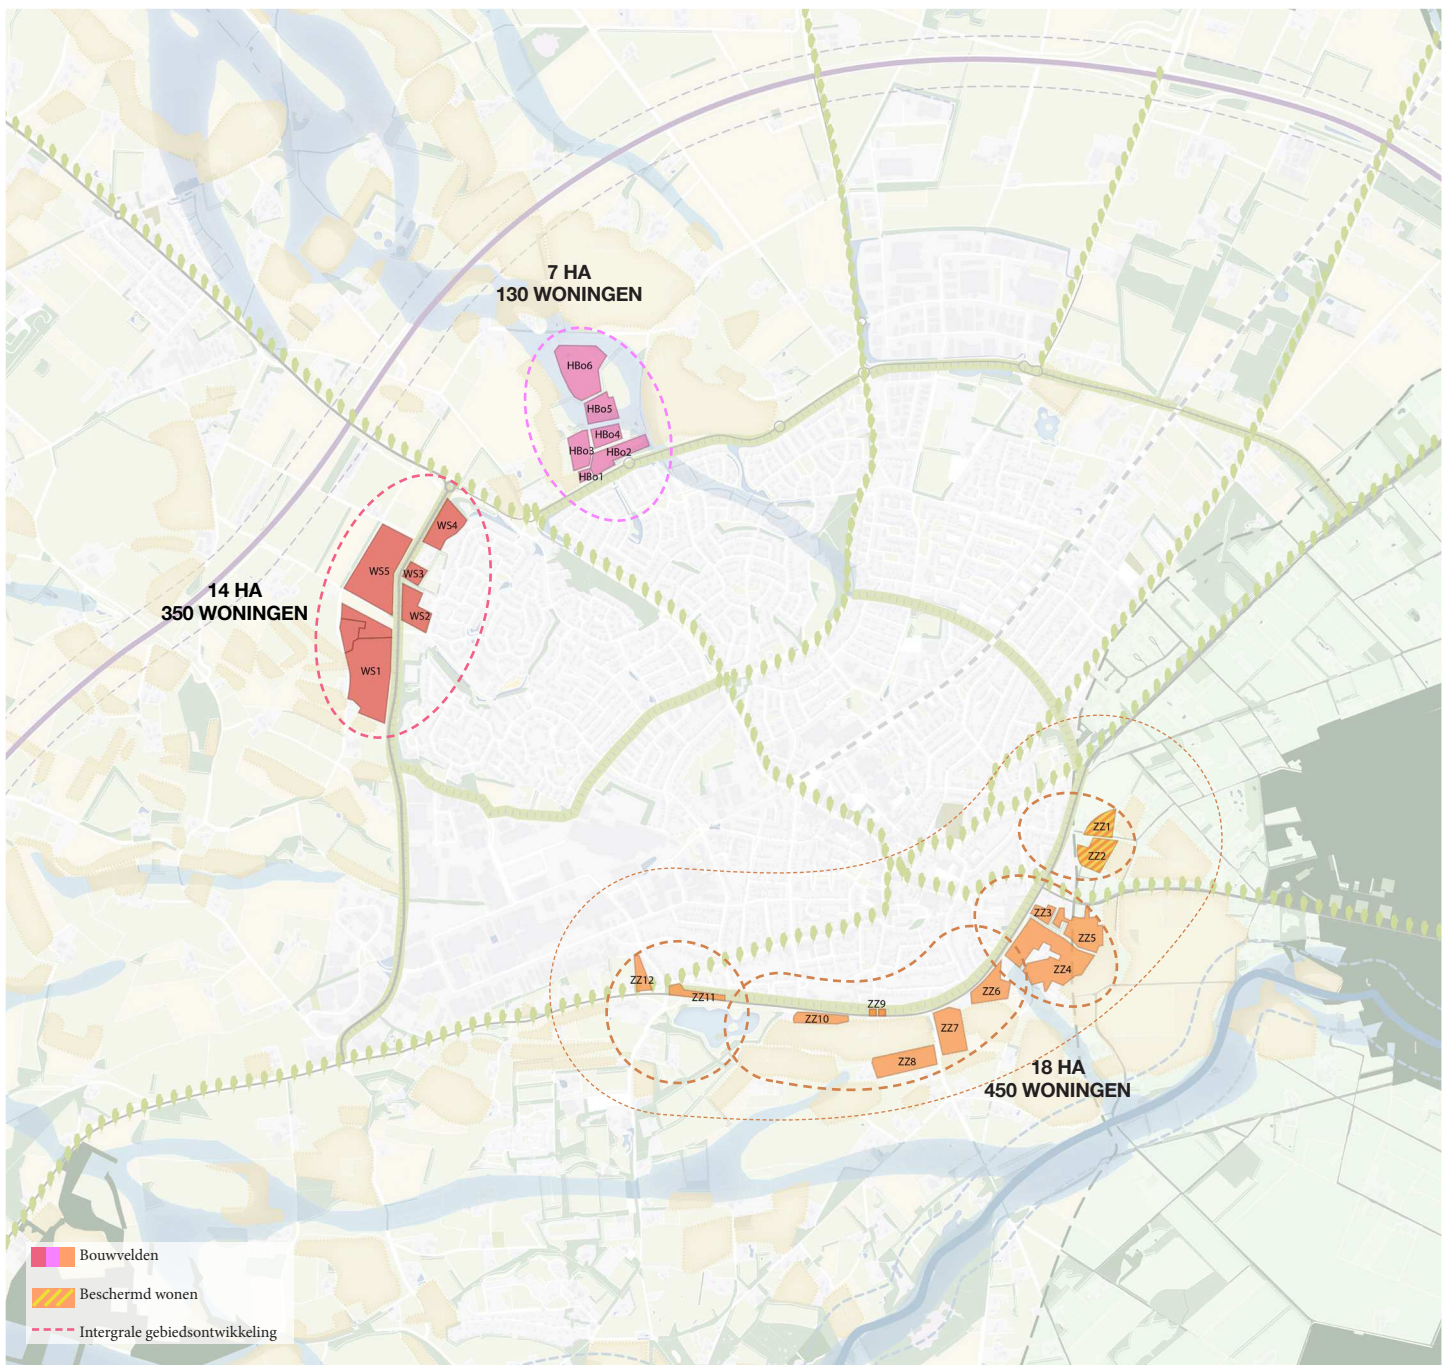 7 HA
130 WONINGEN
HBo6
HBo5
HBo4
HBo3
HBo2
HBo1
WS4
WS5
WS3
WS2
WS1
14 HA
350 WONINGEN
ZZ1
ZZ2
ZZ3
ZZ5
ZZ4
ZZ6
ZZ12
ZZ11
ZZ9
ZZ10
ZZ7
ZZ8
18 HA
450 WONINGEN
Bouwvelden
Beschermd wonen
Intergrale gebiedsontwikkeling